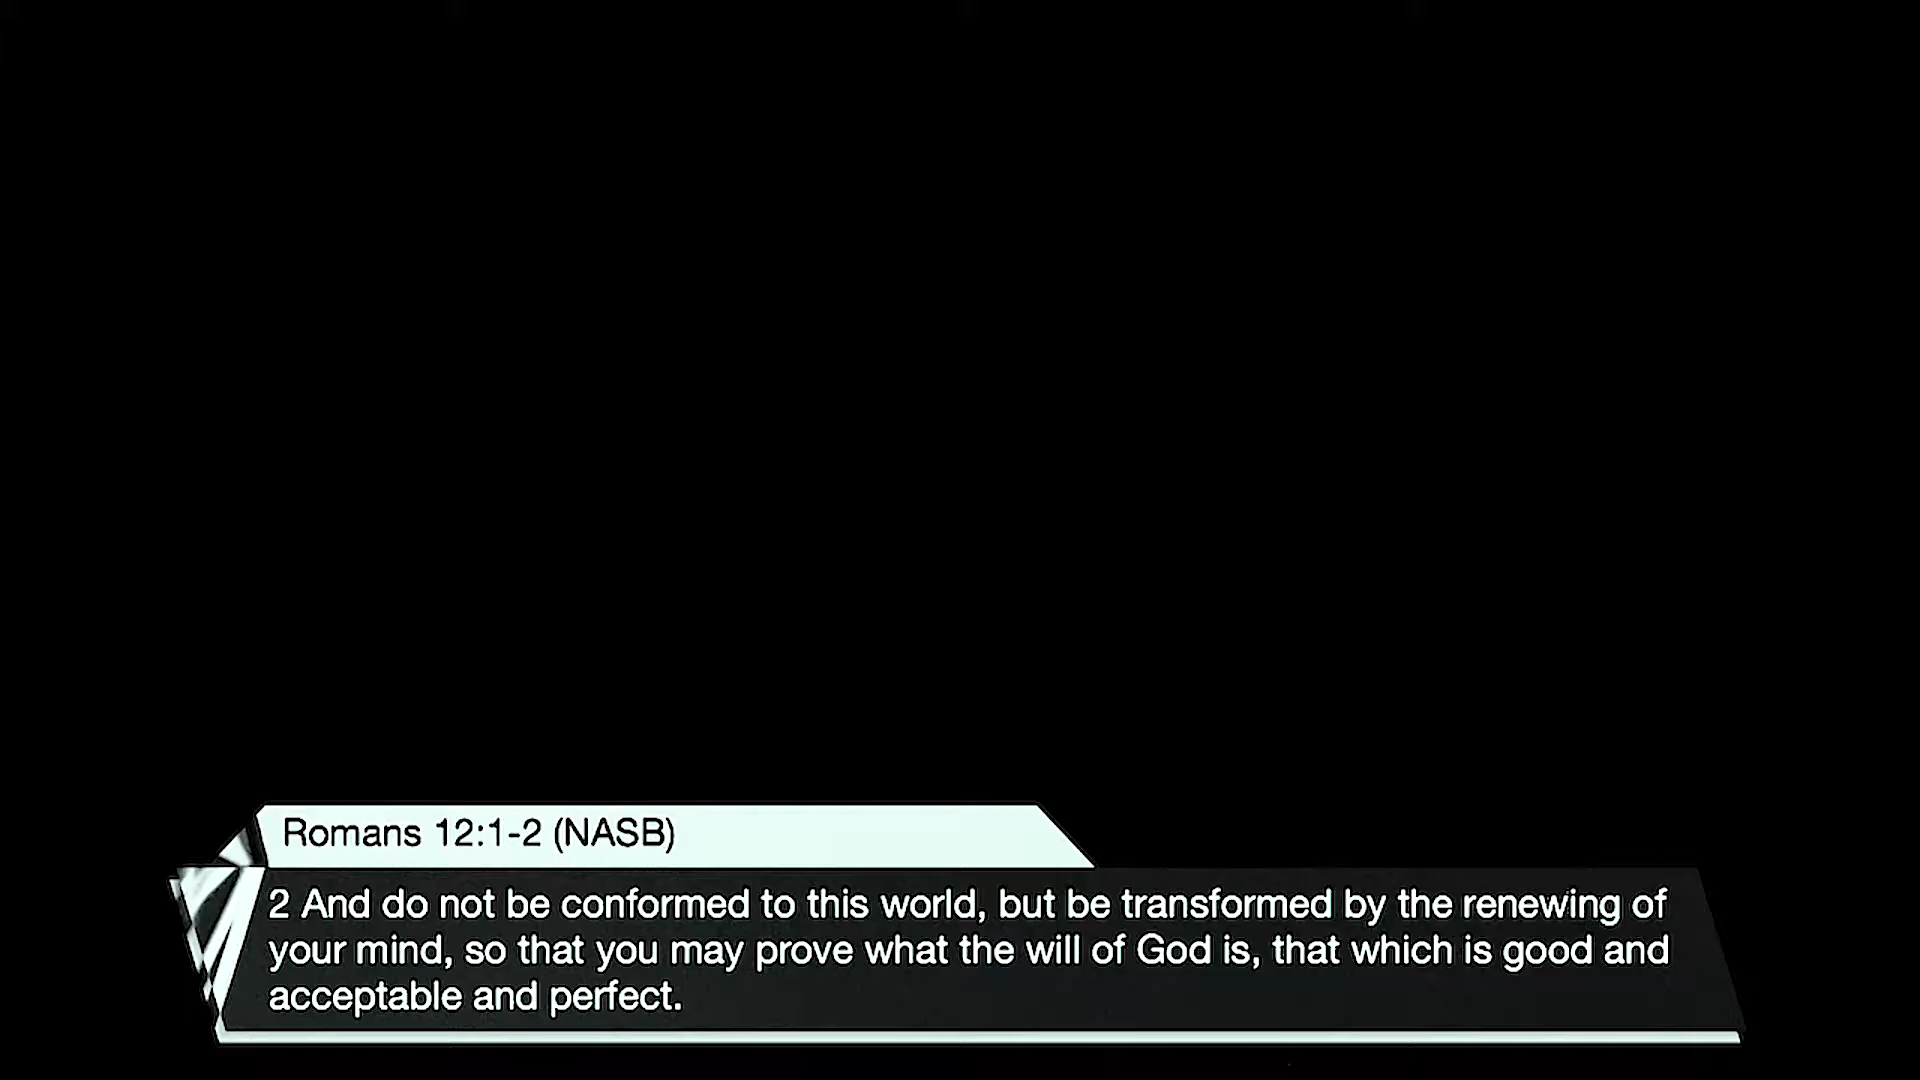 Romans 12:1-2 (NASB)
2 And do not be conformed to this world, but be transformed by the renewing of
your mind, so that you may prove what the will of God is, that which is good and
acceptable and perfect.